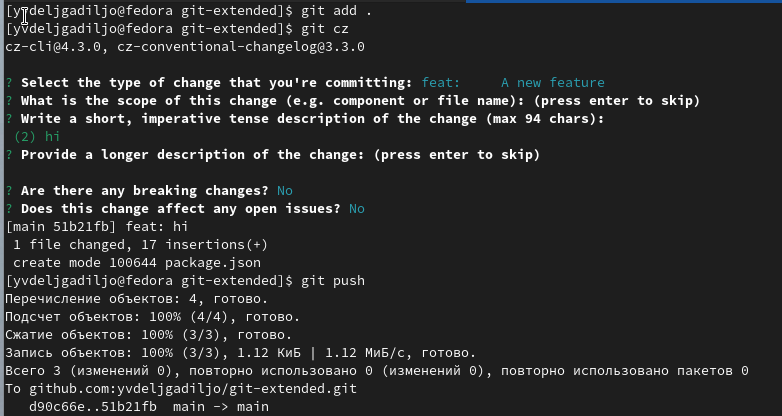 [yvdeljgadiljo@fedora git-extended]$ git add .
[yvdeljgadiljo@fedora git-extended]$ git cz
cz-cli@4.3.0, cz-conventional-changelog@3.3.0
? Select the type of change that you're committing: feat:     A new feature
? What is the scope of this change (e.g. component or file name): (press enter to skip)
? Write a short, imperative tense description of the change (max 94 chars):
(2) hi
? Provide a longer description of the change: (press enter to skip)
? Are there any breaking changes? No
? Does this change affect any open issues? No
[main 51b21fb] feat: hi
1 file changed, 17 insertions(+)
create mode 100644 package.json
[yvdeljgadiljo@fedora git-extended]$ git push
Перечисление объектов: 4, готово.
Подсчет объектов: 100% (4/4), готово.
Сжатие объектов: 100% (3/3), готово.
Запись объектов: 100% (3/3), 1.12 КиБ | 1.12 МиБ/с, готово.
Всего 3 (изменений 0), повторно использовано 0 (изменений 0), повторно использовано пакетов 0
To github.com:yvdeljgadiljo/git-extended.git
d90c66e..51b21fb  main -> main